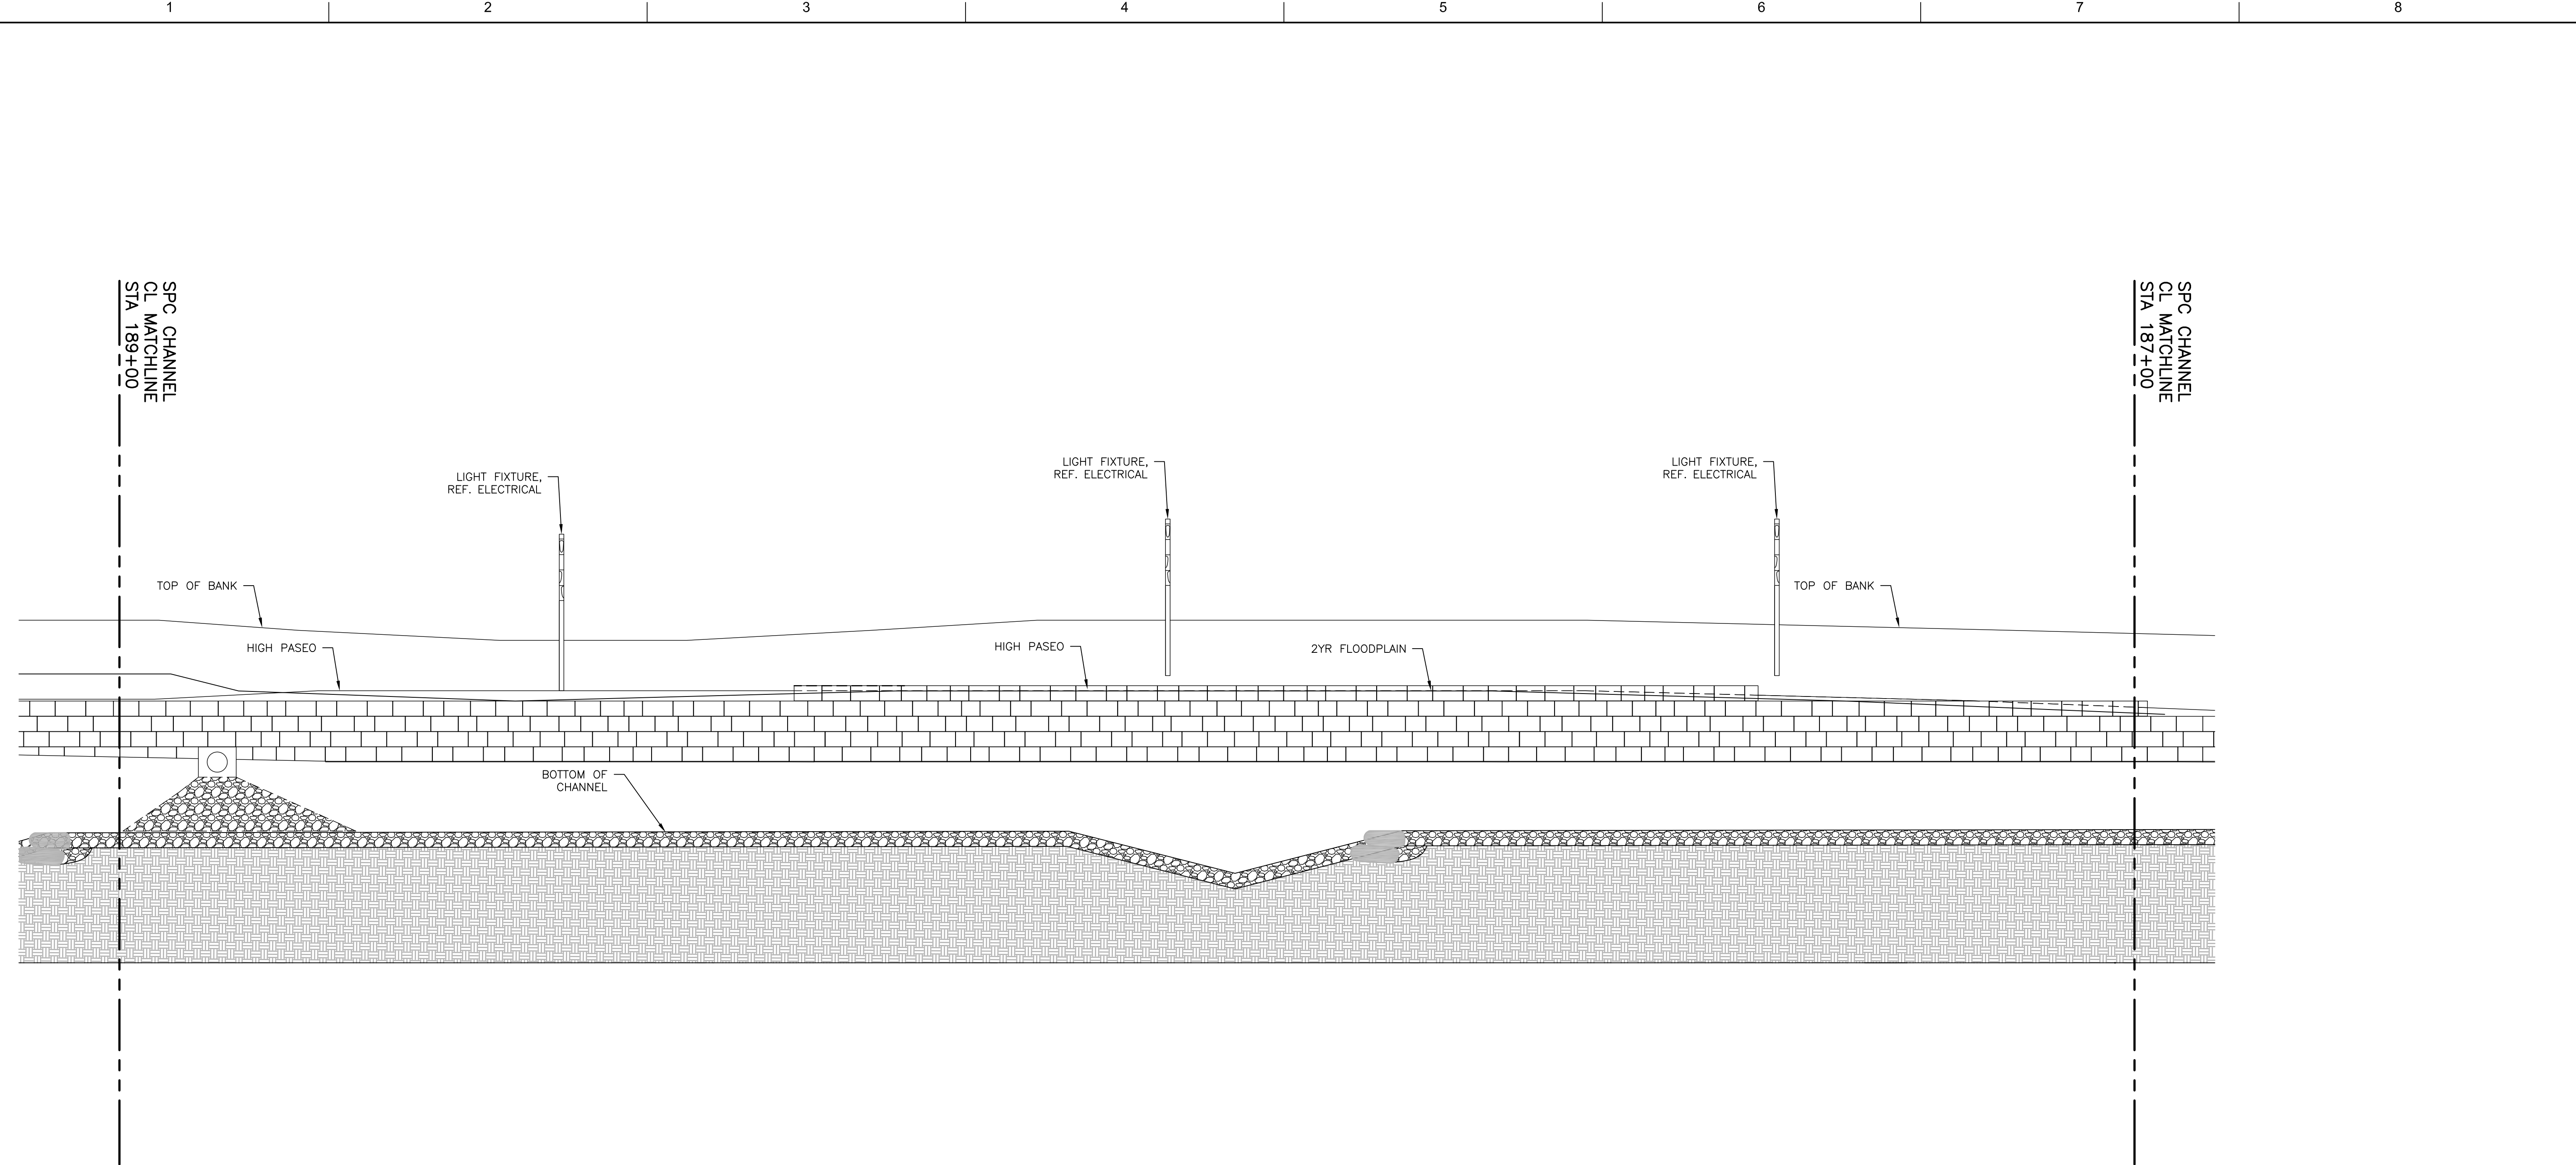 1
2
3
4
5
6
7
8
SPC CHANNEL
CL MATCHLINE
STA 189+00
SPC CHANNEL
CL MATCHLINE
STA 187+00
LIGHT FIXTURE,
REF. ELECTRICAL
LIGHT FIXTURE,
REF. ELECTRICAL
LIGHT FIXTURE,
REF. ELECTRICAL
TOP OF BANK
TOP OF BANK
HIGH PASEO
HIGH PASEO
2YR FLOODPLAIN
BOTTOM OF
CHANNEL